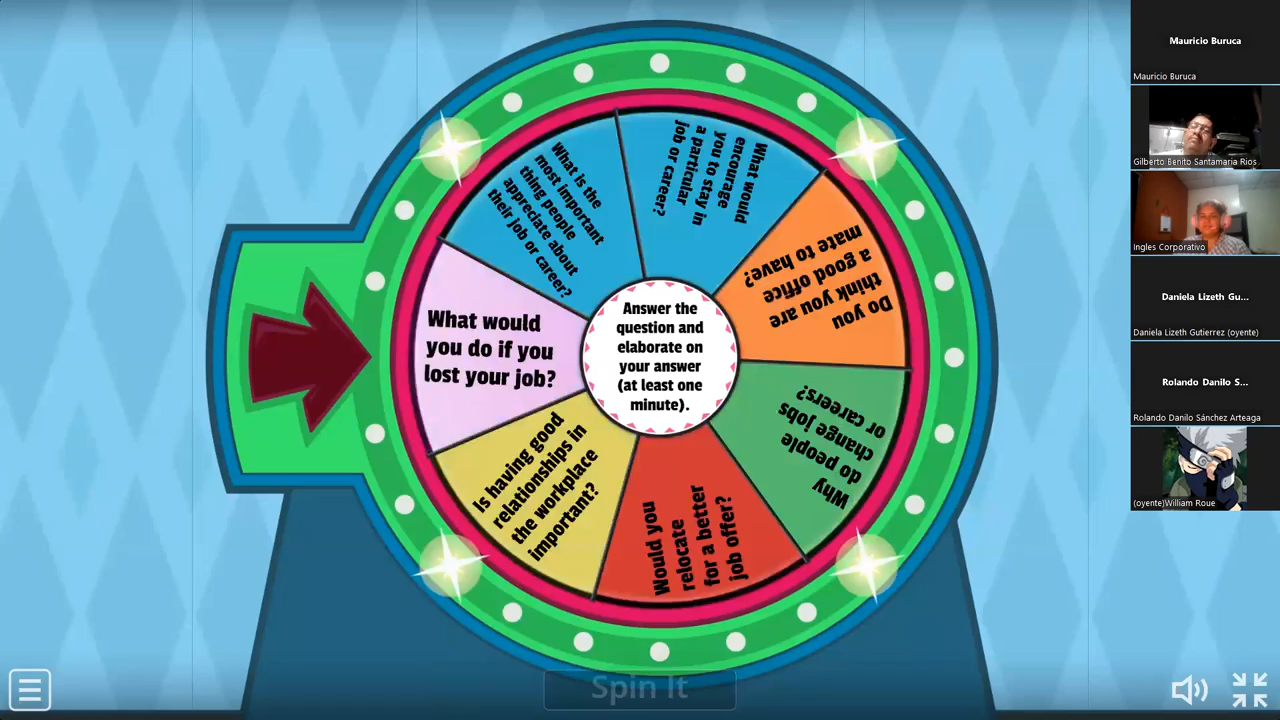 What is the
most important
thing people
appreciate about
their job or career?
What would
encourage
you to stay in
a particular
job or career?
Do you
think you are
a good office
mate to have?
What would
you do if you
lost your job?
Answer the
question and
elaborate on
your answer
(at least one
minute).
Why
do people
change jobs
or careers?
Is having good
relationships in
the workplace
important?
Would you
relocate
for a better
job offer?
Spin It
Mauricio Buruca
Mauricio Buruca
Gilberto Benito Santamaria Rios
Ingles Corporativo
Daniela Lizeth Gu...
Daniela Lizeth Gutierrez (oyente)
Rolando Danilo S...
Rolando Danilo Sánchez Arteaga
(oyente)William Roue